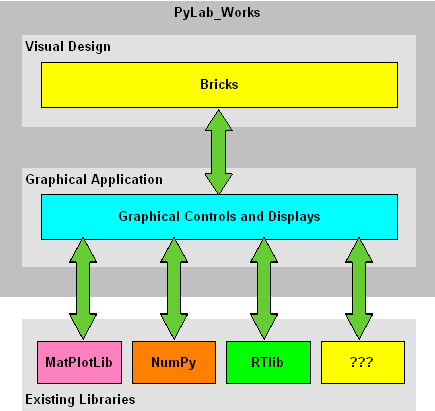 PyLab_Works
Visual Design
Bricks
Graphical Application
Graphical Controls and Displays
MatPlotLib
NumPy
RTlib
???
Existing Libraries